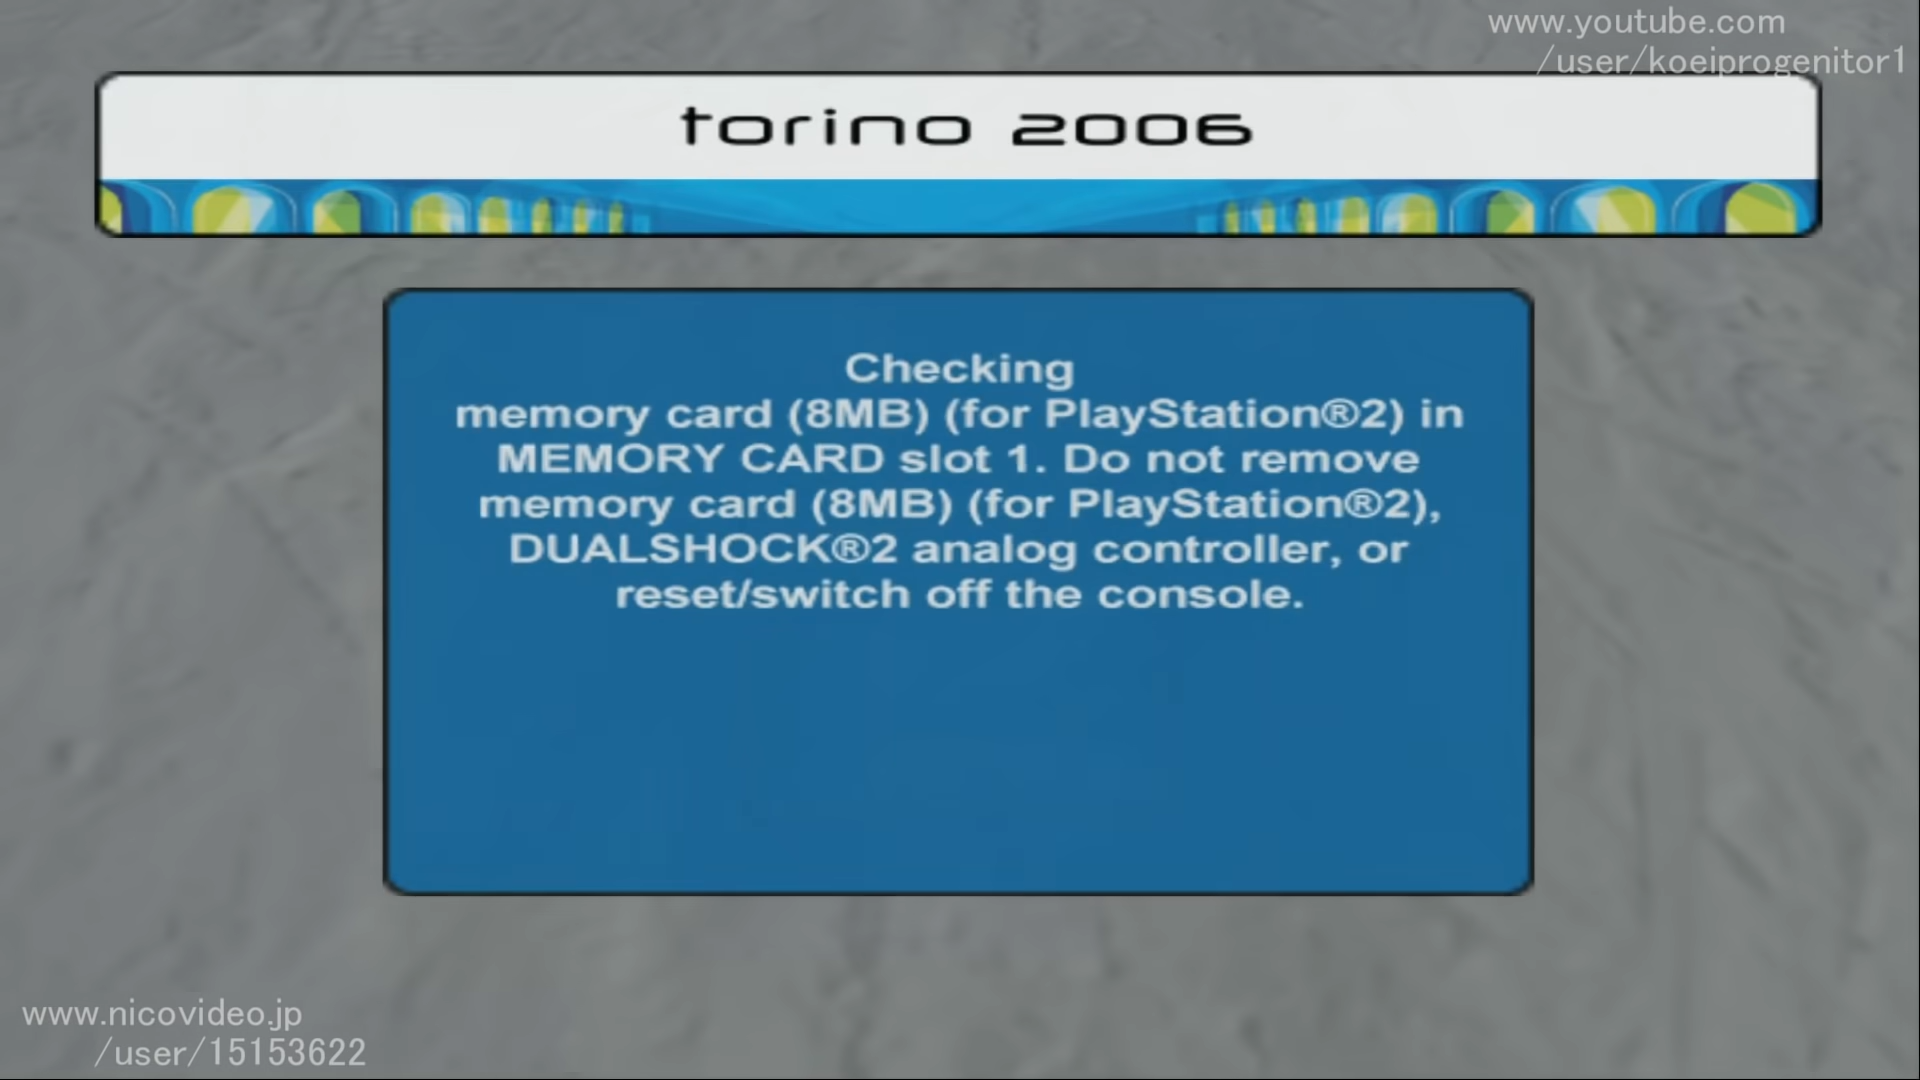 www.youtube.com
/user/koeiprogenitor1
torino 2006
Checking
memory card (8MB) (for PlayStation®2) in
MEMORY CARD slot 1. Do not remove
memory card (8MB) (for PlayStation®2),
DUALSHOCK®2 analog controller, or
reset/switch off the console.
www.nicovideo.jp
/user/15153622